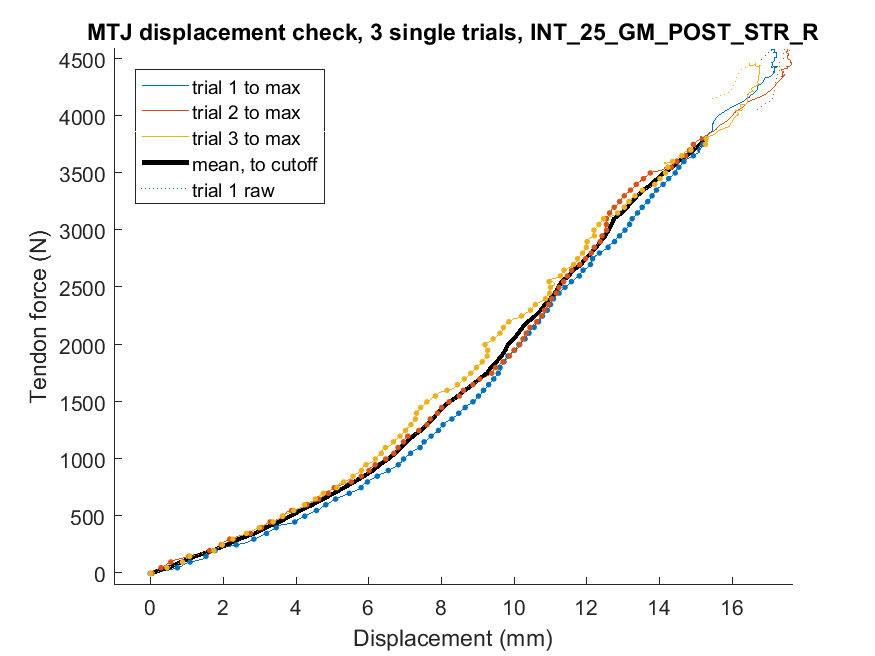 MTJ displacement check, 3 single trials, INT_25_GM_POST_STR_R
4500
4000
3500
3000
2500
2000
1500
1000
500
0
Tendon force (N)
trial 1 to max
trial 2 to max
trial 3 to max
mean, to cutoff
trial 1 raw
0 2 4 6 8 10 12 14 16
Displacement (mm)